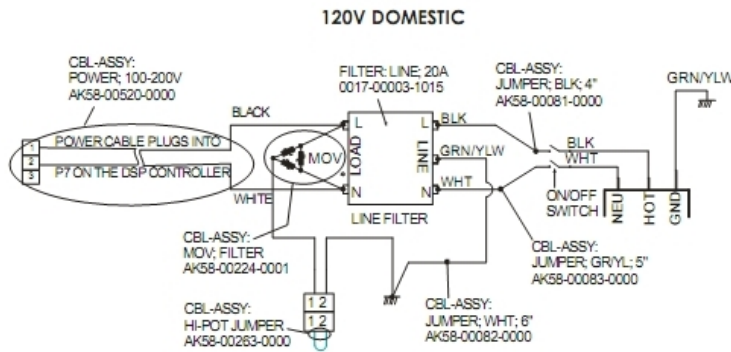 120V DOMESTIC
CBL-ASSY:
POWER; 100-200V
AK58-00520-0000
FILTER: LINE; 20A
0017-00003-1015
CBL-ASSY:
JUMPER; BLK; 4"
AK58-00081-0000
GRN/YLW
BLACK
1
POWER CABLE PLUGS INTO
2
P7 ON THE DSP CONTROLLER
3
WHITE
MOV
L
LOAD
N
L
LINE
N
BLK
GRN/YLW
WHT
LINE FILTER
BLK
WHT
ON/OFF
SWITCH
NEU
HOT
GND
CBL-ASSY:
MOV; FILTER
AK58-00224-0001
CBL-ASSY:
JUMPER; GR/YL; 5"
AK58-00083-0000
1 2
1 2
CBL-ASSY:
HI-POT JUMPER
AK58-00263-0000
CBL-ASSY:
JUMPER; WHT; 6"
AK58-00082-0000